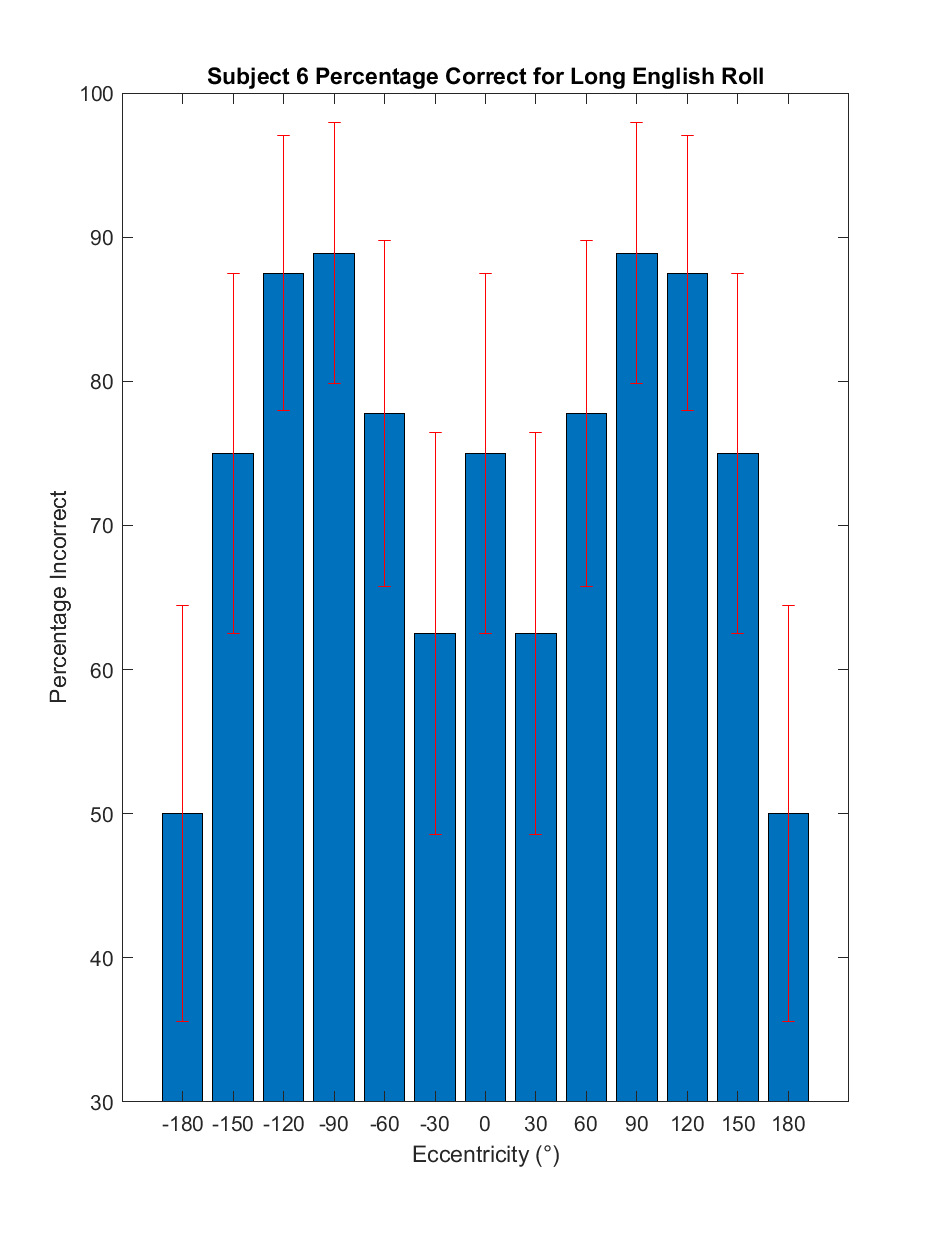 Subject 6 Percentage Correct for Long English Roll
100
90
80
70
60
50
40
30
Percentage Incorrect
-180 -150 -120 -90 -60 -30 0 30 60 90 120 150 180
Eccentricity (°)